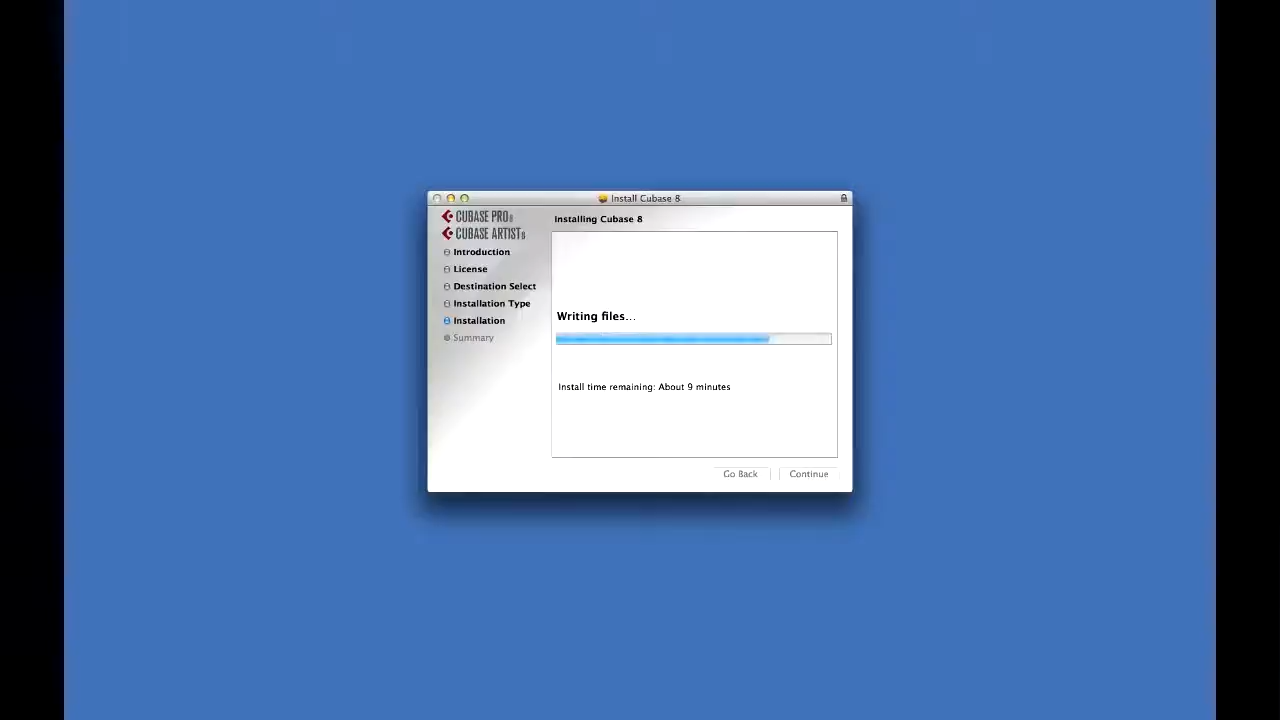 Install Cubase 8
CUBASE PRO8
CUBASE ARTIST8
Introduction
License
Destination Select
Installation Type
Installation
Summary
Installing Cubase 8
Writing files...
Install time remaining: About 9 minutes
Go Back
Continue